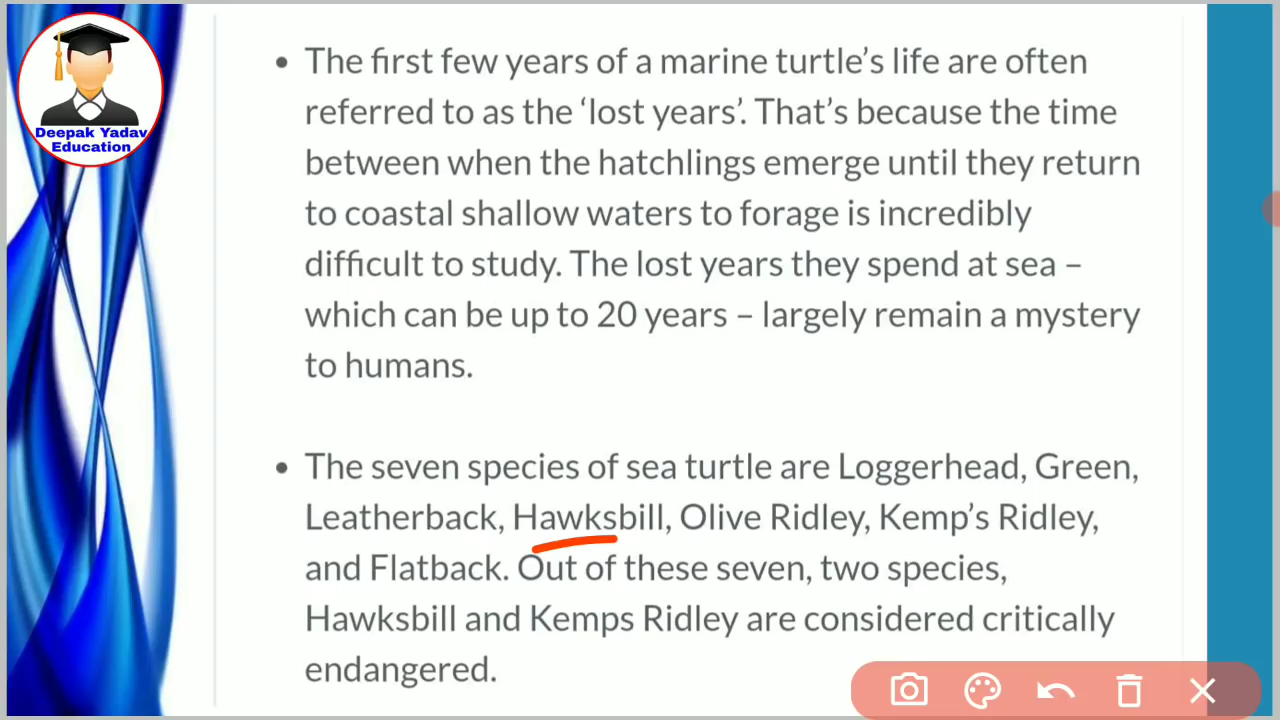 Deepak Yadav
Education
• The first few years of a marine turtle’s life are often
referred to as the ‘lost years’. That’s because the time
between when the hatchlings emerge until they return
to coastal shallow waters to forage is incredibly
difficult to study. The lost years they spend at sea –
which can be up to 20 years – largely remain a mystery
to humans.
• The seven species of sea turtle are Loggerhead, Green,
Leatherback, Hawksbill, Olive Ridley, Kemp’s Ridley,
and Flatback. Out of these seven, two species,
Hawksbill and Kemps Ridley are considered critically
endangered.